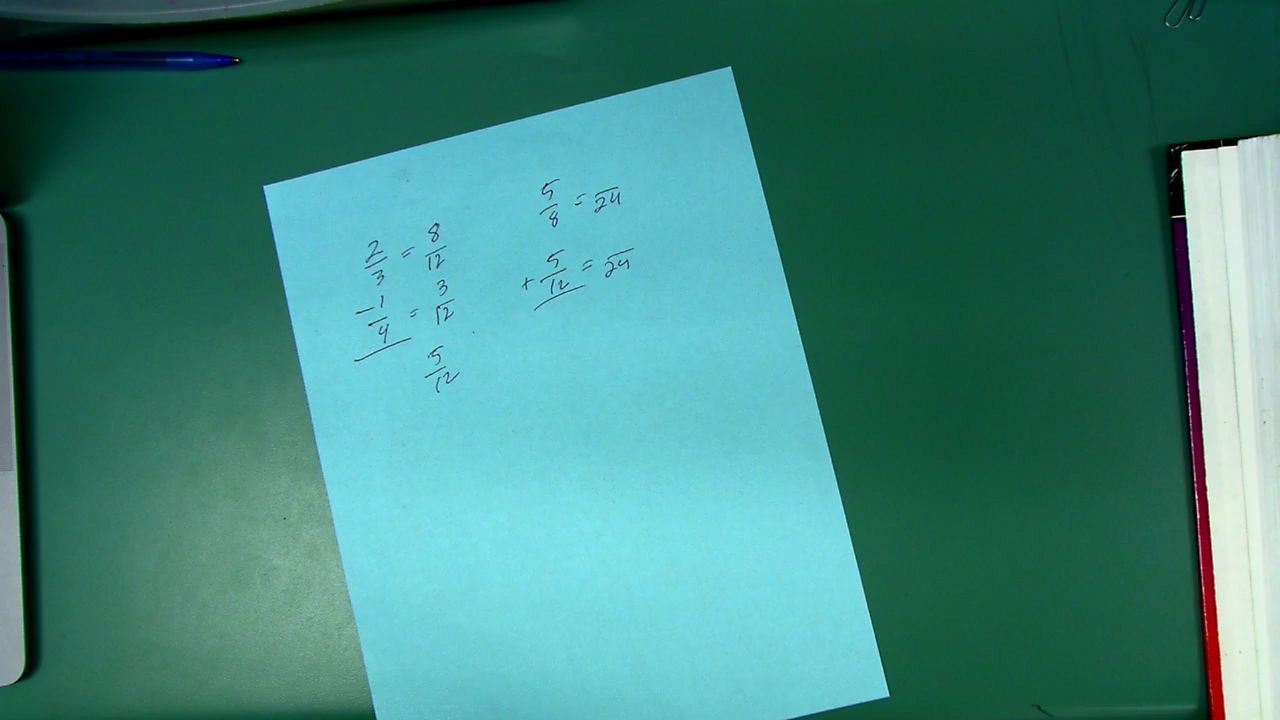 2/3 = 8/12
- 1/4 = 3/12
5/12
5/8 = /24
+ 5/12 = /24